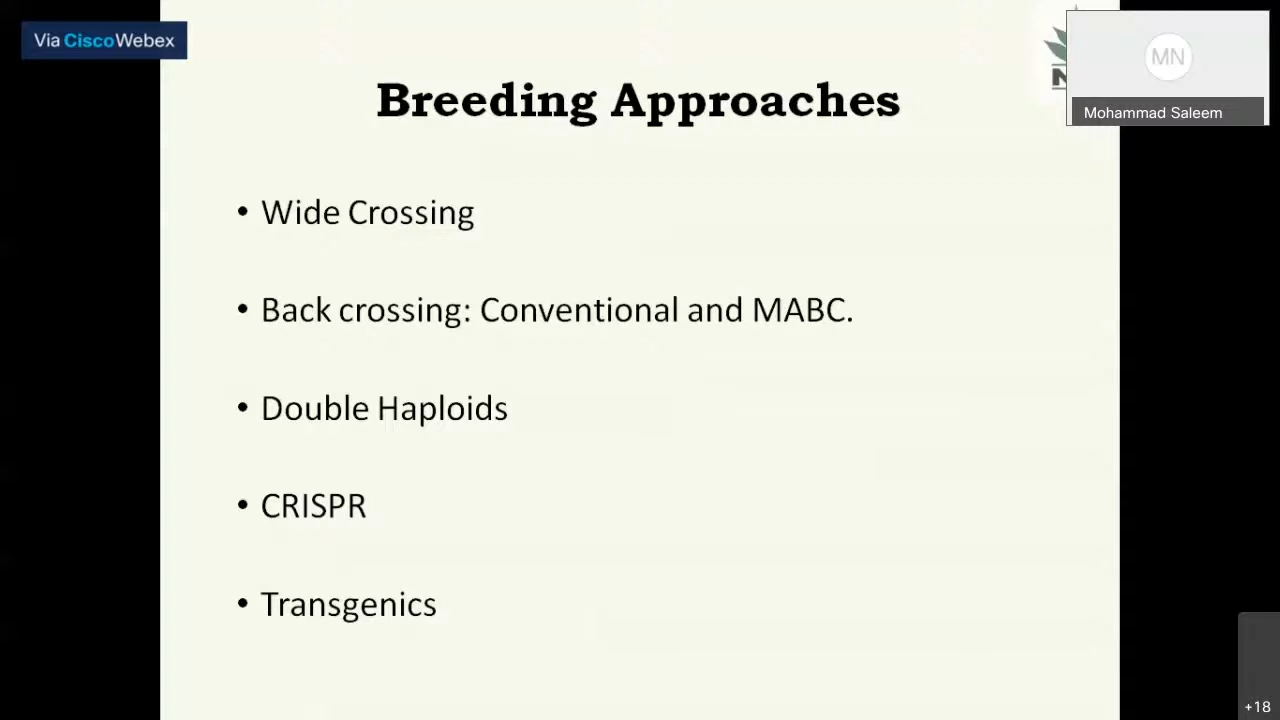 Via CiscoWebex
MN
Mohammad Saleem
Breeding Approaches
• Wide Crossing
• Back crossing: Conventional and MABC.
• Double Haploids
• CRISPR
• Transgenics
+18